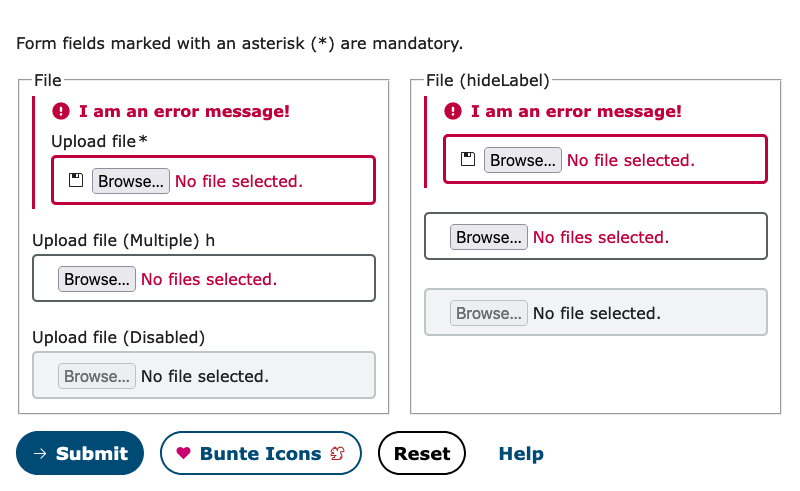 Form fields marked with an asterisk (*) are mandatory.
File
I am an error message!
Upload file*
Browse... No file selected.
Upload file (Multiple) h
Browse... No files selected.
Upload file (Disabled)
Browse... No file selected.
File (hideLabel)
I am an error message!
Browse... No file selected.
Browse... No files selected.
Browse... No file selected.
Submit
Bunte Icons
Reset
Help